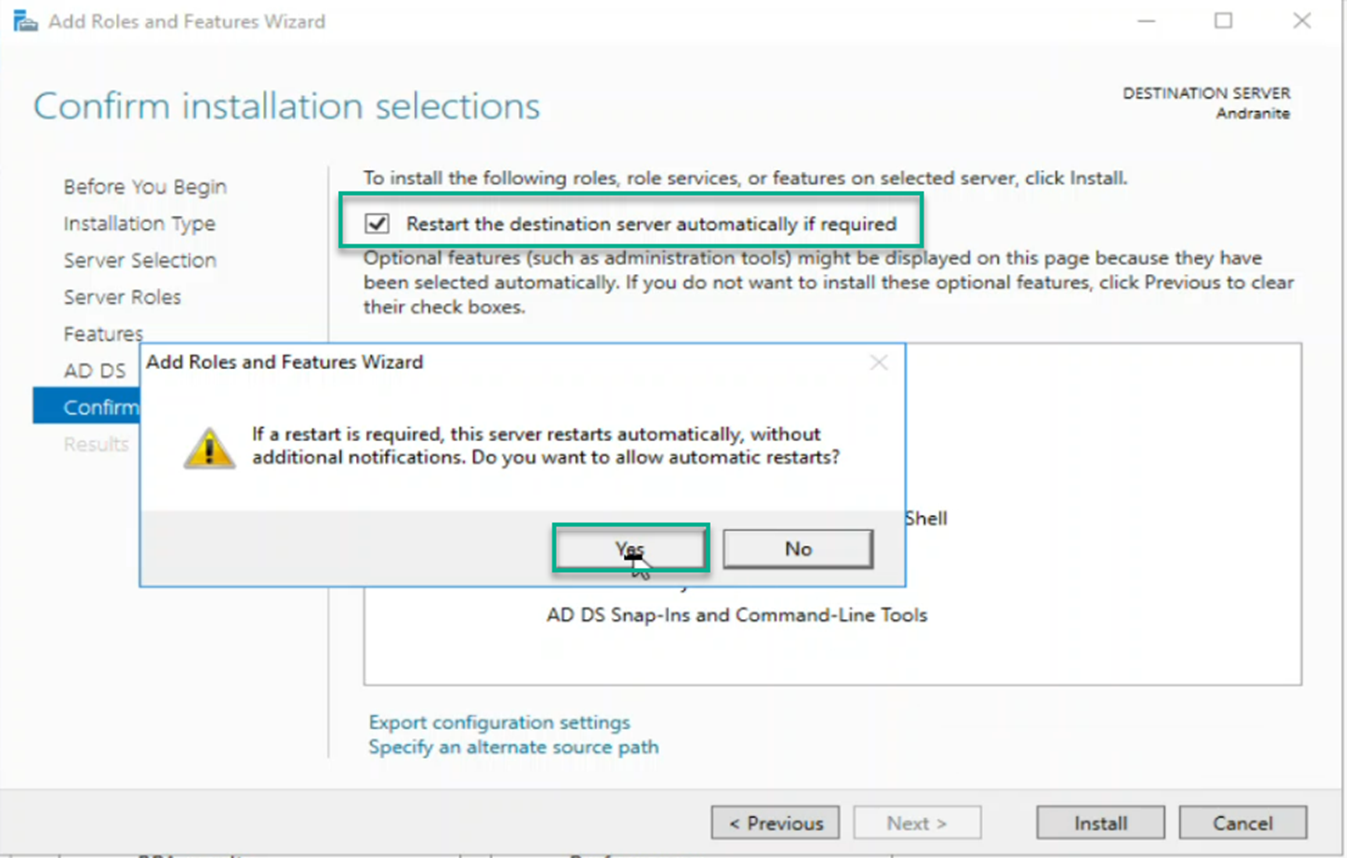 Add Roles and Features Wizard
Confirm installation selections
DESTINATION SERVER
Andranite
Before You Begin
Installation Type
Server Selection
Server Roles
Features
AD DS
Confirm
Results
To install the following roles, role services, or features on selected server, click Install.
Restart the destination server automatically if required
Optional features (such as administration tools) might be displayed on this page because they have
been selected automatically. If you do not want to install these optional features, click Previous to clear
their check boxes.
Add Roles and Features Wizard
If a restart is required, this server restarts automatically, without
additional notifications. Do you want to allow automatic restarts?
Yes
No
Shell
AD DS Snap-Ins and Command-Line Tools
Export configuration settings
Specify an alternate source path
< Previous
Next >
Install
Cancel